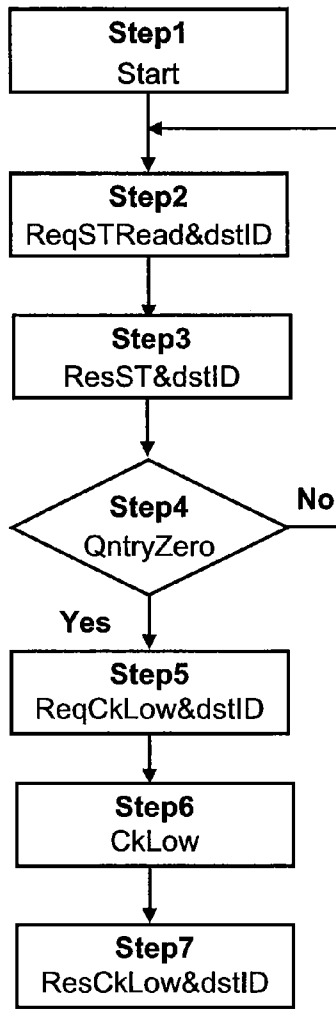 Step1
Start
Step2
ReqSTRead&dstID
Step3
ResST&dstID
Step4
QntryZero
No
Yes
Step5
ReqCkLow&dstID
Step6
CkLow
Step7
ResCkLow&dstID